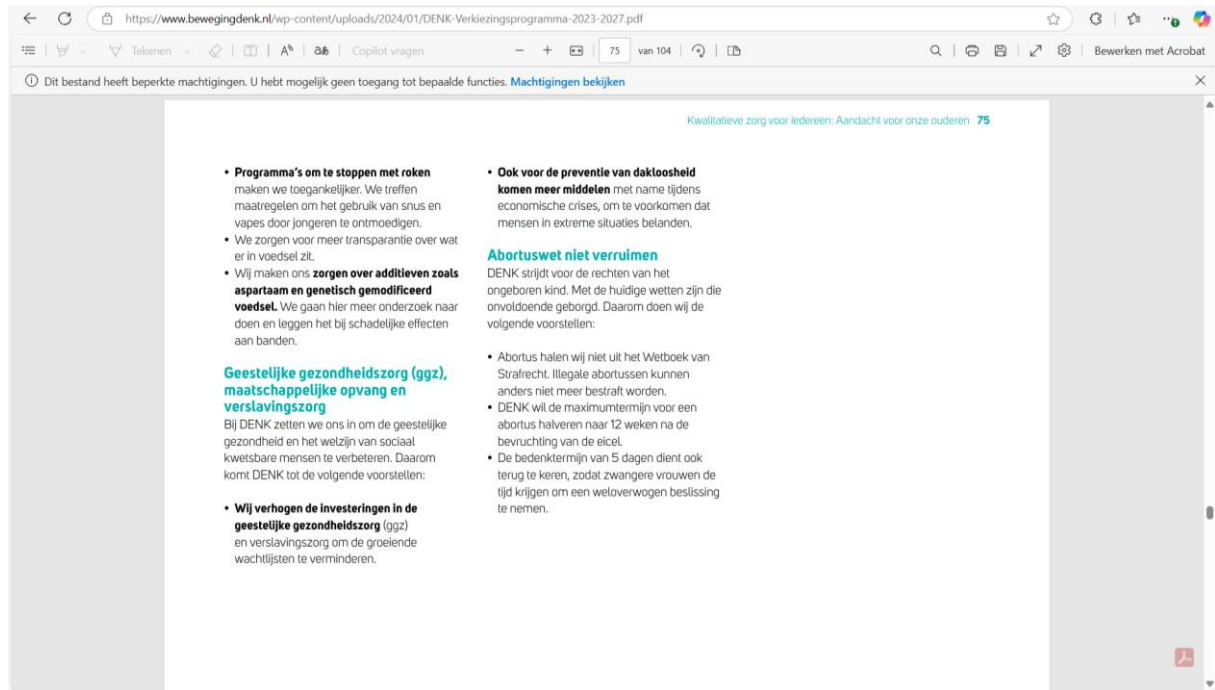 https://www.bewegingdenk.nl/wp-content/uploads/2024/01/DENK-Verkiezingsprogramma-2023-2027.pdf
Tekenen
Copilot vragen
75 van 104
Bewerken met Acrobat
Dit bestand heeft beperkte machtigingen. U hebt mogelijk geen toegang tot bepaalde functies. Machtigingen bekijken
Kwalitatieve zorg voor iedereen: Aandacht voor onze ouderen 75
• Programma's om te stoppen met roken
maken we toegankelijker. We treffen
maatregelen om het gebruik van snus en
vapes door jongeren te ontmoedigen.
• We zorgen voor meer transparantie over wat
er in voedsel zit.
• Wij maken ons zorgen over additieven zoals
aspartaam en genetisch gemodificeerd
voedsel. We gaan hier meer onderzoek naar
doen en leggen het bij schadelijke effecten
aan banden.
Geestelijke gezondheidszorg (ggz),
maatschappelijke opvang en
verslavingszorg
Bij DENK zetten we ons in om de geestelijke
gezondheid en het welzijn van sociaal
kwetsbare mensen te verbeteren. Daarom
komt DENK tot de volgende voorstellen:
• Wij verhogen de investeringen in de
geestelijke gezondheidszorg (ggz)
en verslavingszorg om de groeiende
wachtlijsten te verminderen.
• Ook voor de preventie van dakloosheid
komen meer middelen met name tijdens
economische crises, om te voorkomen dat
mensen in extreme situaties belanden.
Abortuswet niet verruimen
DENK strijdt voor de rechten van het
ongeboren kind. Met de huidige wetten zijn die
onvoldoende geborgd. Daarom doen wij de
volgende voorstellen:
• Abortus halen wij niet uit het Wetboek van
Strafrecht. Illegale abortussen kunnen
anders niet meer bestraft worden.
• DENK wil de maximumtermijn voor een
abortus halveren naar 12 weken na de
bevruchting van de eicel.
• De bedenktermijn van 5 dagen dient ook
terug te keren, zodat zwangere vrouwen de
tijd krijgen om een weloverwogen beslissing
te nemen.